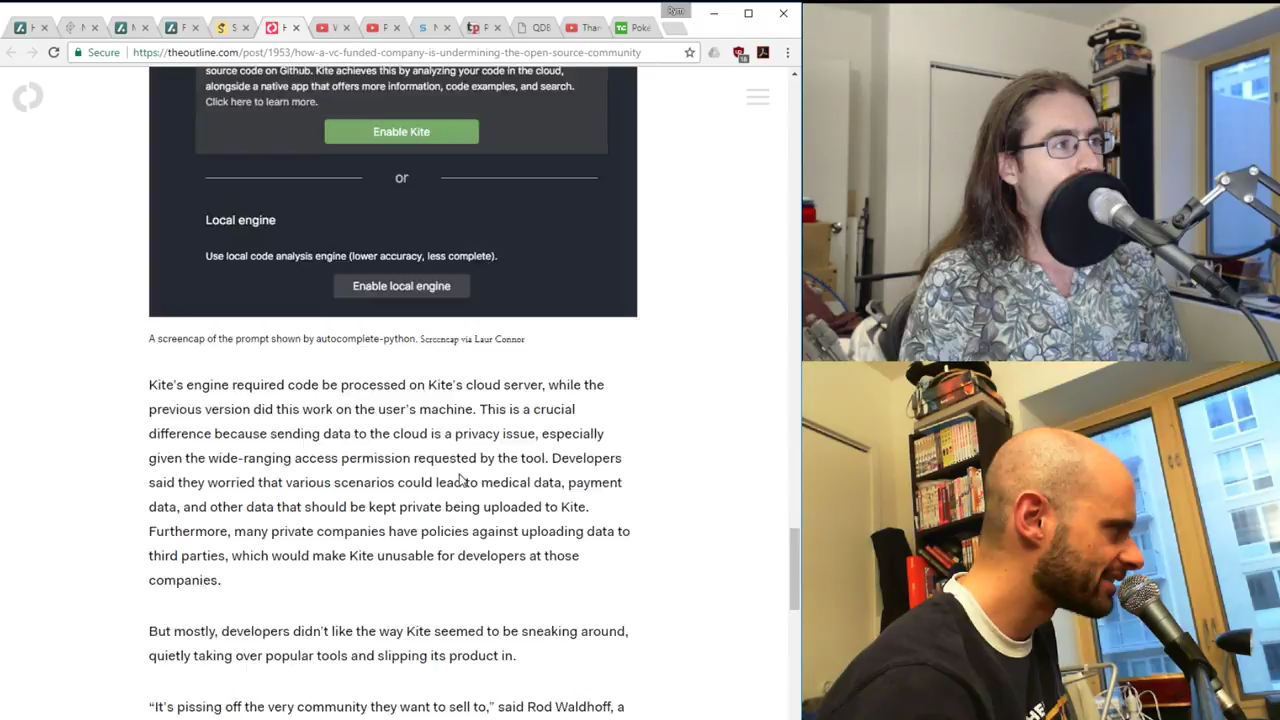 Rym
QDB
Thar
Poke
Secure
https://theoutline.com/post/1953/how-a-vc-funded-company-is-undermining-the-open-source-community
18
source code on Github. Kite achieves this by analyzing your code in the cloud,
alongside a native app that offers more information, code examples, and search.
Click here to learn more.
Enable Kite
or
Local engine
Use local code analysis engine (lower accuracy, less complete).
Enable local engine
A screencap of the prompt shown by autocomplete-python. Screencap via Laur Connor
Kite's engine required code be processed on Kite's cloud server, while the
previous version did this work on the user's machine. This is a crucial
difference because sending data to the cloud is a privacy issue, especially
given the wide-ranging access permission requested by the tool. Developers
said they worried that various scenarios could lead to medical data, payment
data, and other data that should be kept private being uploaded to Kite.
Furthermore, many private companies have policies against uploading data to
third parties, which would make Kite unusable for developers at those
companies.
But mostly, developers didn't like the way Kite seemed to be sneaking around,
quietly taking over popular tools and slipping its product in.
“It's pissing off the very community they want to sell to,” said Rod Waldhoff, a